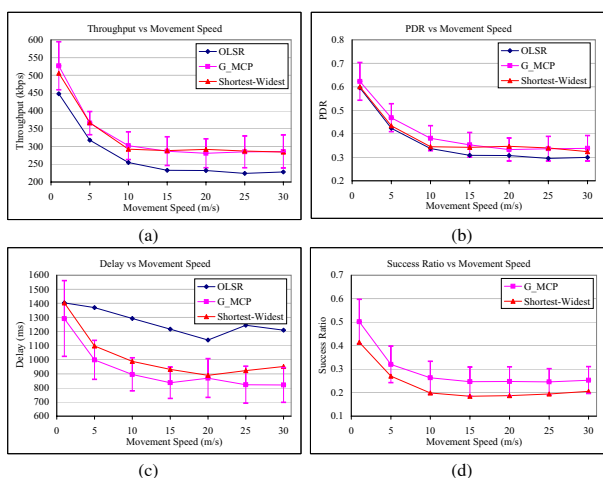 Throughput vs Movement Speed
Throughput (kbps)
600
550
500
450
400
350
300
250
200
OLSR
G_MCP
Shortest-Widest
0 5 10 15 20 25 30
Movement Speed (m/s)
(a)
PDR vs Movement Speed
PDR
0.8
0.7
0.6
0.5
0.4
0.3
0.2
OLSR
G_MCP
Shortest-Widest
0 5 10 15 20 25 30
Movement Speed (m/s)
(b)
Delay vs Movement Speed
Delay (ms)
1600
1500
1400
1300
1200
1100
1000
900
800
700
600
OLSR
G_MCP
Shortest-Widest
0 5 10 15 20 25 30
Movement Speed (m/s)
(c)
Success Ratio vs Movement Speed
Success Ratio
0.7
0.6
0.5
0.4
0.3
0.2
0.1
G_MCP
Shortest-Widest
0 5 10 15 20 25 30
Movement Speed (m/s)
(d)